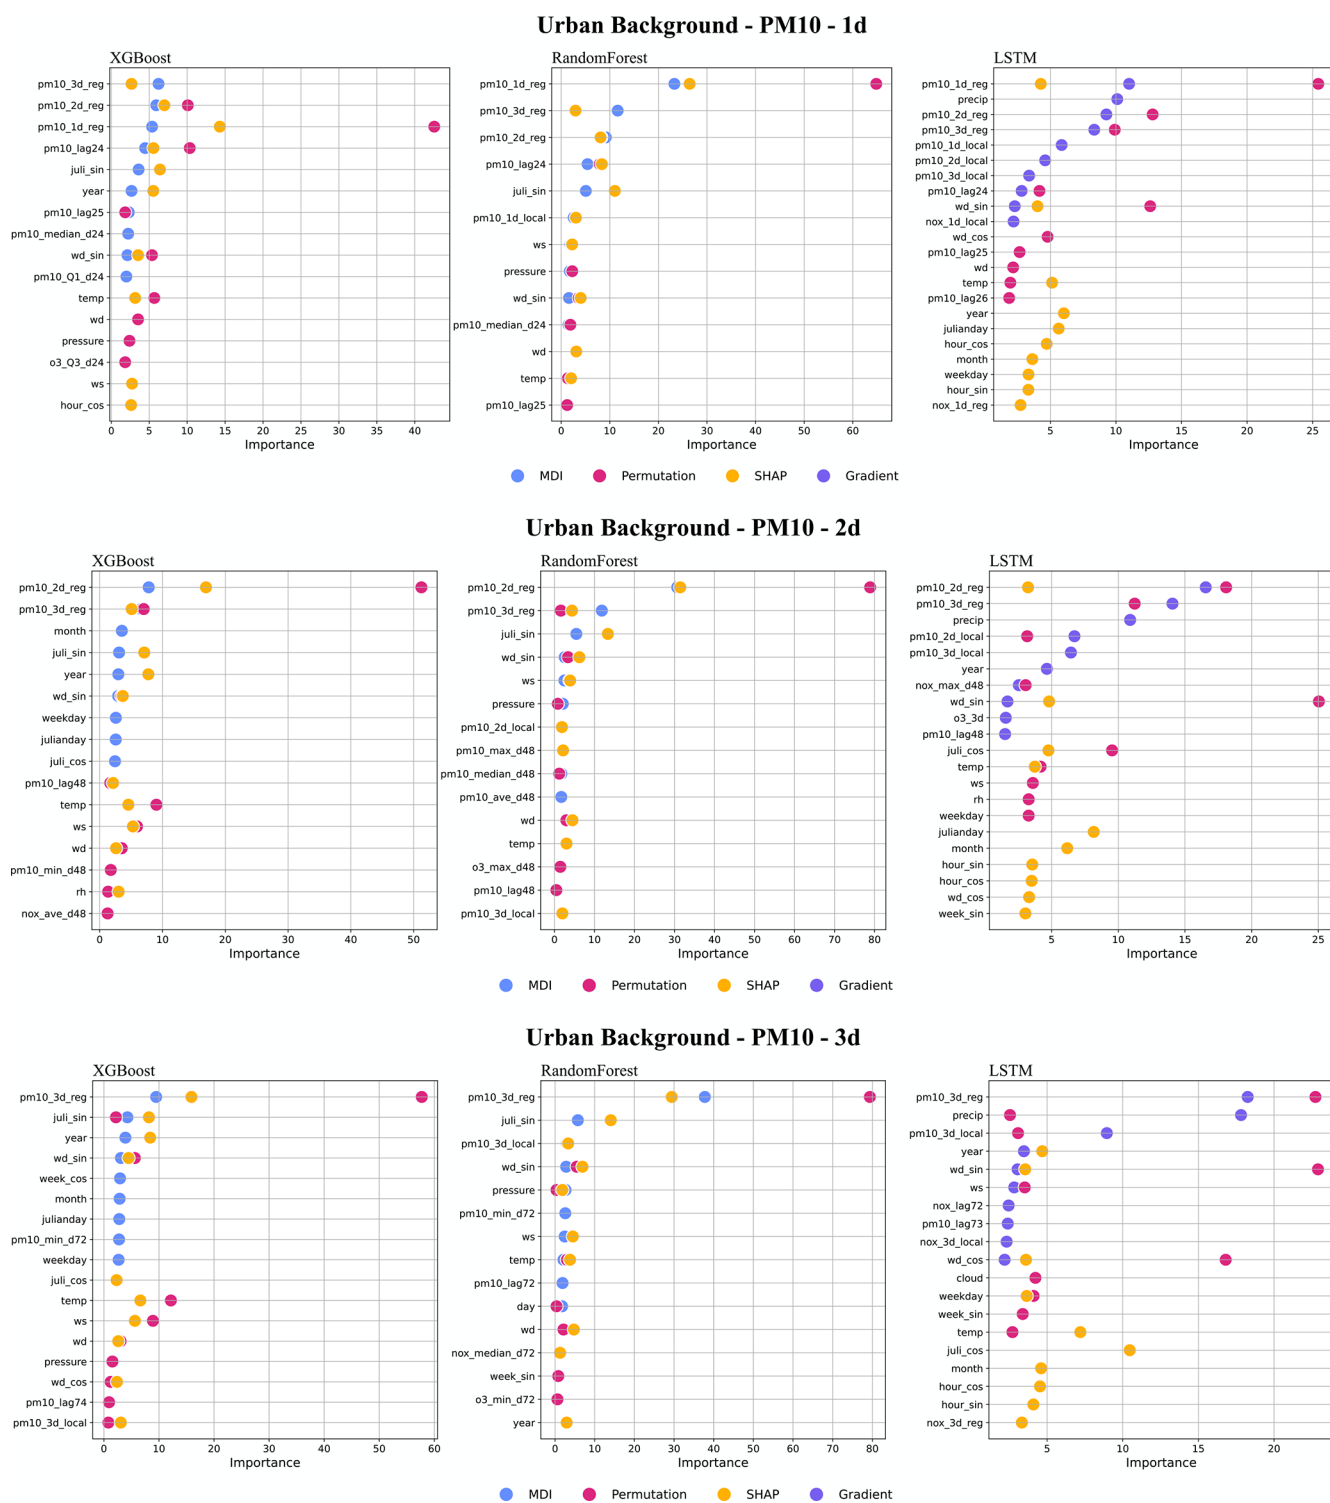 Urban Background - PM10 - 1d
XGBoost
pm10_3d_reg
pm10_2d_reg
pm10_1d_reg
pm10_lag24
juli_sin
year
pm10_lag25
pm10_median_d24
wd_sin
pm10_Q1_d24
temp
wd
pressure
o3_Q3_d24
ws
hour_cos
0 5 10 15 20 25 30 35 40
Importance
RandomForest
pm10_1d_reg
pm10_3d_reg
pm10_2d_reg
pm10_lag24
juli_sin
pm10_1d_local
ws
pressure
wd_sin
pm10_median_d24
wd
temp
pm10_lag25
0 10 20 30 40 50 60
Importance
LSTM
pm10_1d_reg
precip
pm10_2d_reg
pm10_3d_reg
pm10_1d_local
pm10_2d_local
pm10_3d_local
pm10_lag24
wd_sin
nox_1d_local
wd_cos
pm10_lag25
wd
temp
pm10_lag26
year
julianday
hour_cos
month
weekday
hour_sin
nox_1d_reg
5 10 15 20 25
Importance
MDI Permutation SHAP Gradient
Urban Background - PM10 - 2d
XGBoost
pm10_2d_reg
pm10_3d_reg
month
juli_sin
year
wd_sin
weekday
julianday
juli_cos
pm10_lag48
temp
ws
wd
pm10_min_d48
rh
nox_ave_d48
0 10 20 30 40 50
Importance
RandomForest
pm10_2d_reg
pm10_3d_reg
juli_sin
wd_sin
ws
pressure
pm10_2d_local
pm10_max_d48
pm10_median_d48
pm10_ave_d48
wd
temp
o3_max_d48
pm10_lag48
pm10_3d_local
0 10 20 30 40 50 60 70 80
Importance
LSTM
pm10_2d_reg
pm10_3d_reg
precip
pm10_2d_local
pm10_3d_local
year
nox_max_d48
wd_sin
o3_3d
pm10_lag48
juli_cos
temp
ws
rh
weekday
julianday
month
hour_sin
hour_cos
wd_cos
week_sin
5 10 15 20 25
Importance
MDI Permutation SHAP Gradient
Urban Background - PM10 - 3d
XGBoost
pm10_3d_reg
juli_sin
year
wd_sin
week_cos
month
julianday
pm10_min_d72
weekday
juli_cos
temp
ws
wd
pressure
wd_cos
pm10_lag74
pm10_3d_local
0 10 20 30 40 50 60
Importance
RandomForest
pm10_3d_reg
juli_sin
pm10_3d_local
wd_sin
pressure
pm10_min_d72
ws
temp
pm10_lag72
day
wd
nox_median_d72
week_sin
o3_min_d72
year
0 10 20 30 40 50 60 70 80
Importance
LSTM
pm10_3d_reg
precip
pm10_3d_local
year
wd_sin
ws
nox_lag72
pm10_lag73
nox_3d_local
wd_cos
cloud
weekday
week_sin
temp
juli_cos
month
hour_cos
hour_sin
nox_3d_reg
5 10 15 20
Importance
MDI Permutation SHAP Gradient